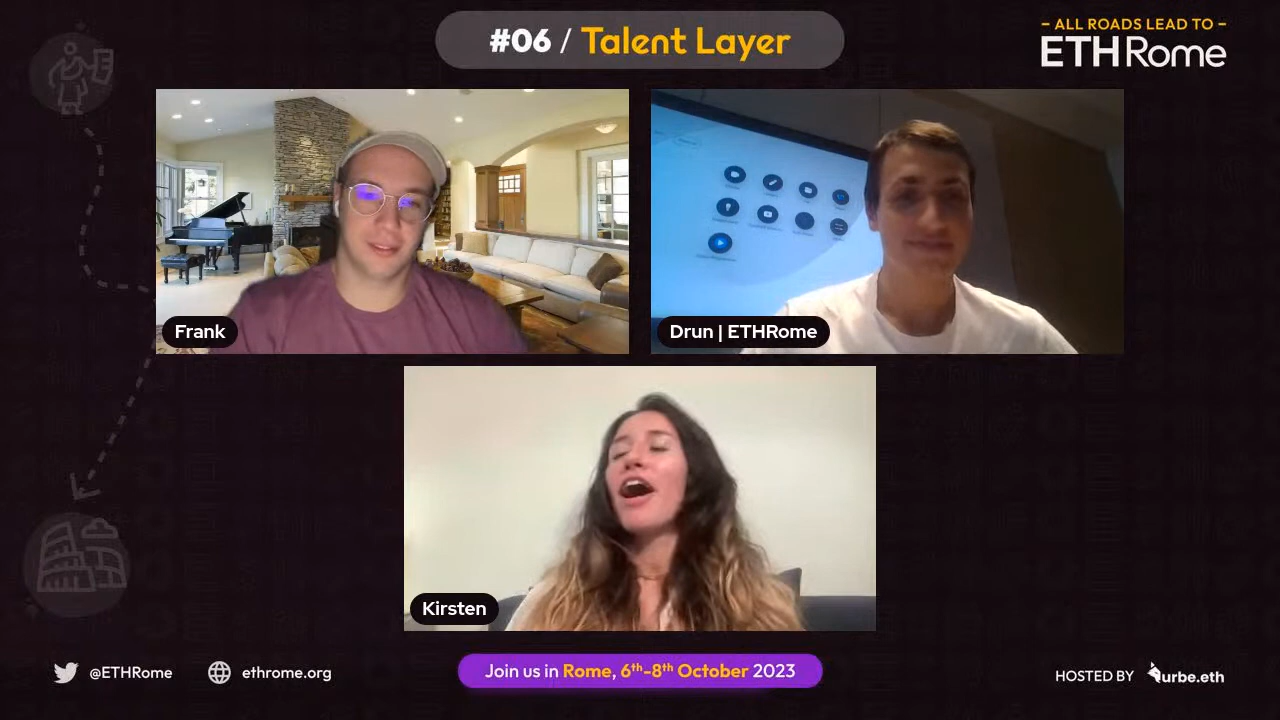 #06 / Talent Layer
– ALL ROADS LEAD TO –
ETHRome
Frank
Drun | ETHRome
Kirsten
@ETHRome
ethrome.org
Join us in Rome, 6th-8th October 2023
HOSTED BY urbe.eth